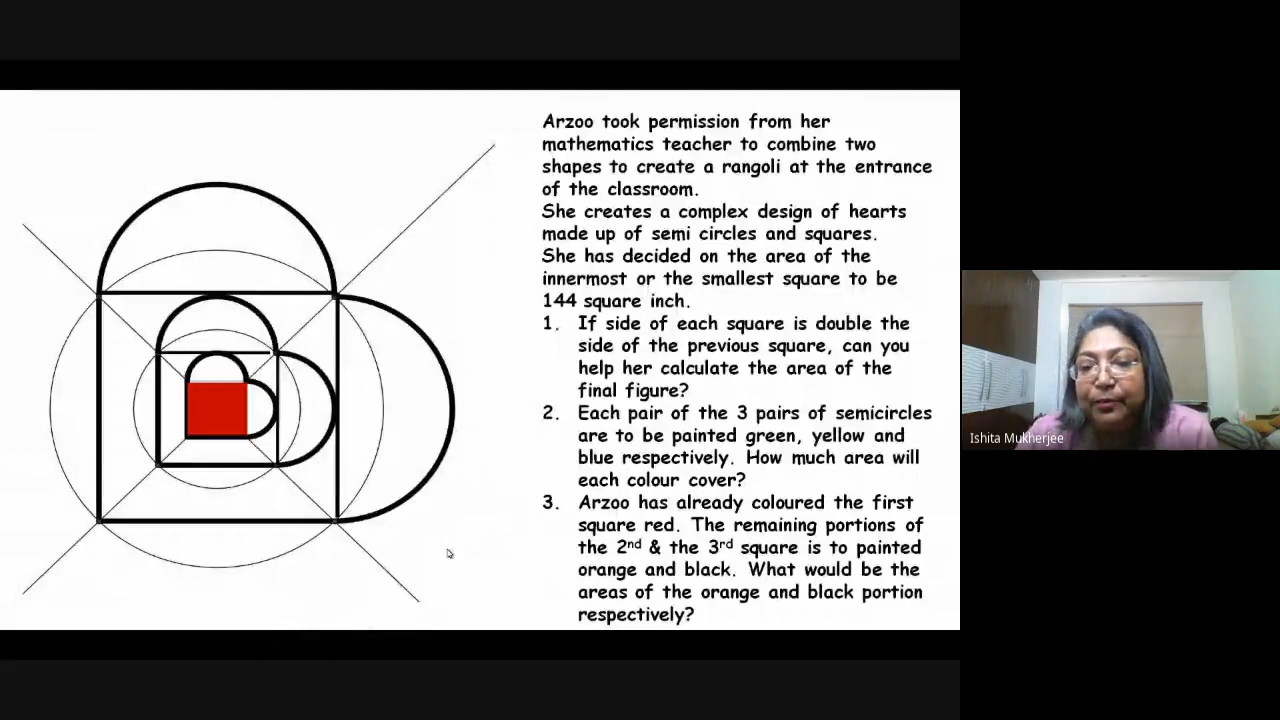 Arzoo took permission from her
mathematics teacher to combine two
shapes to create a rangoli at the entrance
of the classroom.
She creates a complex design of hearts
made up of semi circles and squares.
She has decided on the area of the
innermost or the smallest square to be
144 square inch.
1. If side of each square is double the
side of the previous square, can you
help her calculate the area of the
final figure?
2. Each pair of the 3 pairs of semicircles
are to be painted green, yellow and
blue respectively. How much area will
each colour cover?
3. Arzoo has already coloured the first
square red. The remaining portions of
the 2nd & the 3rd square is to painted
orange and black. What would be the
areas of the orange and black portion
respectively?
Ishita Mukherjee